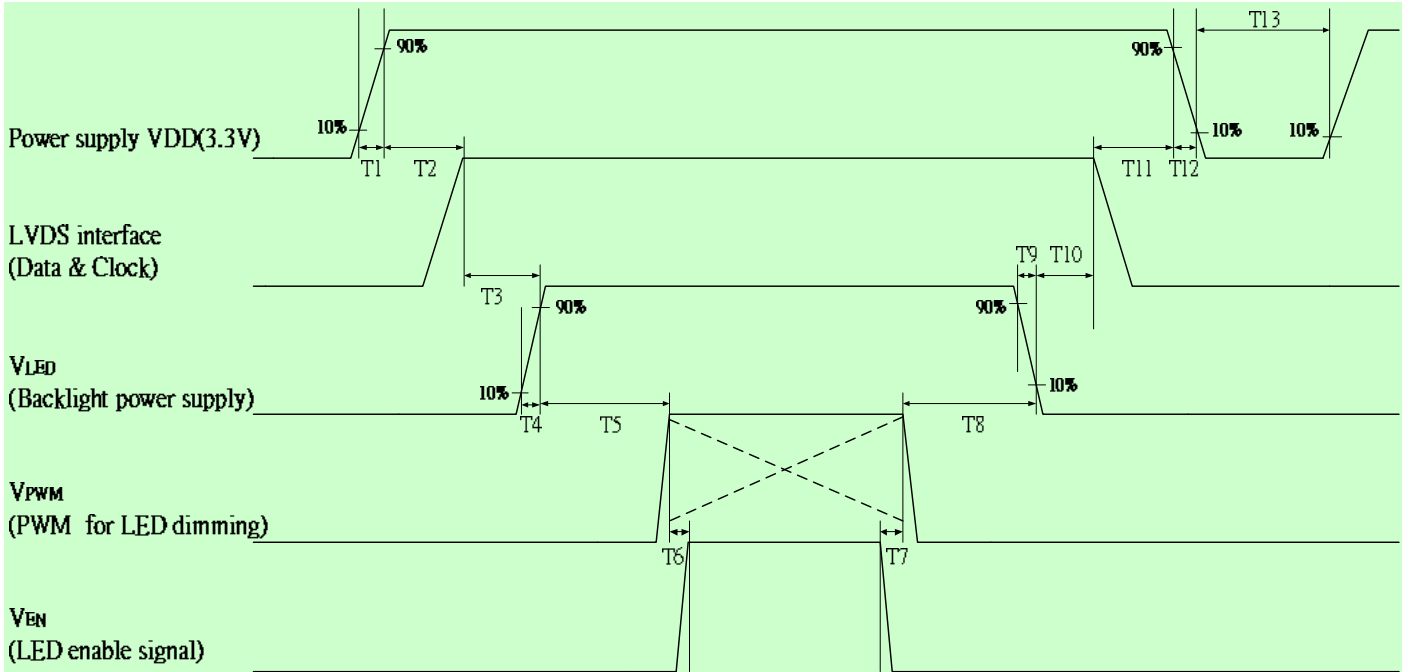 T13
90%
90%
Power supply VDD(3.3V)
10%
10%
10%
T1
T2
T11
T12
LVDS interface
(Data & Clock)
T9
T10
T3
90%
90%
VLED
(Backlight power supply)
10%
10%
T4
T5
T8
VPWM
(PWM for LED dimming)
T6
T7
VEN
(LED enable signal)